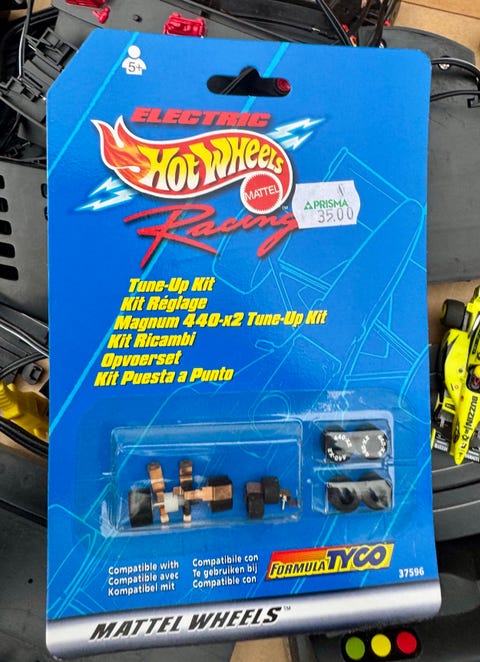 5+
ELECTRIC
HOT WHEELS
MATTEL
™
Racing
PRISMA
35.00
Tune-Up Kit
Kit Réglage
Magnum 440-x2 Tune-Up Kit
Kit Ricambi
Opvoerset
Kit Puesta a Punto
Compatible with
Compatible avec
Kompatibel mit
Compatibile con
Te gebruiken bij
Compatible con
FORMULA TYCO
37596
MATTEL WHEELS™